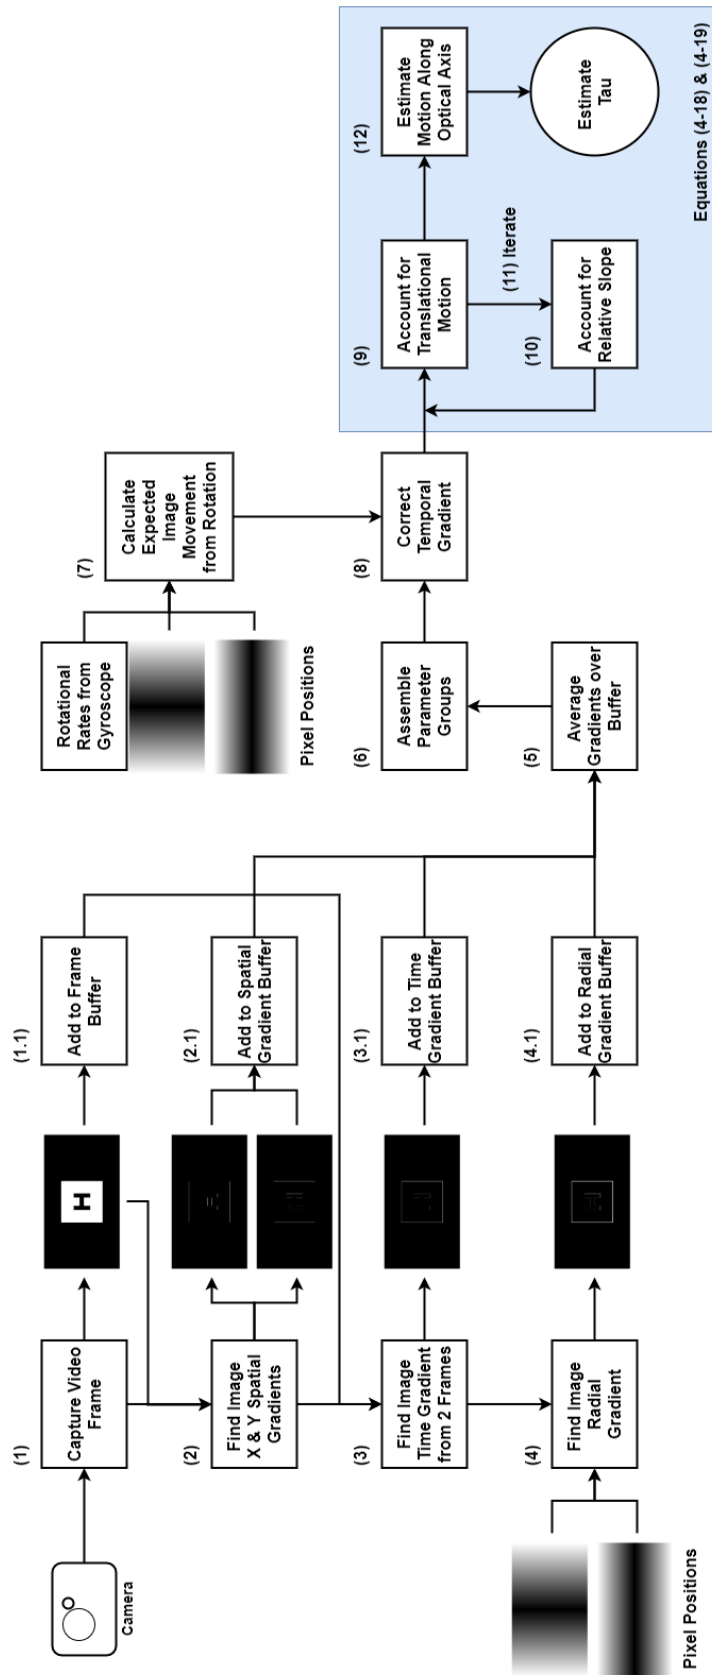 Camera
(1)
Capture Video
Frame
(1.1)
Add to Frame
Buffer
H
(2)
Find Image
X & Y Spatial
Gradients
(2.1)
Add to Spatial
Gradient Buffer
(3)
Find Image
Time Gradient
from 2 Frames
(3.1)
Add to Time
Gradient Buffer
Pixel Positions
(4)
Find Image
Radial
Gradient
(4.1)
Add to Radial
Gradient Buffer
(5)
Average
Gradients over
Buffer
(6)
Assemble
Parameter
Groups
Rotational
Rates from
Gyroscope
Pixel Positions
(7)
Calculate
Expected
Image
Movement
from Rotation
(8)
Correct
Temporal
Gradient
(9)
Account for
Translational
Motion
(11) Iterate
(10)
Account for
Relative Slope
(12)
Estimate
Motion Along
Optical Axis
Estimate
Tau
Equations (4-18) & (4-19)